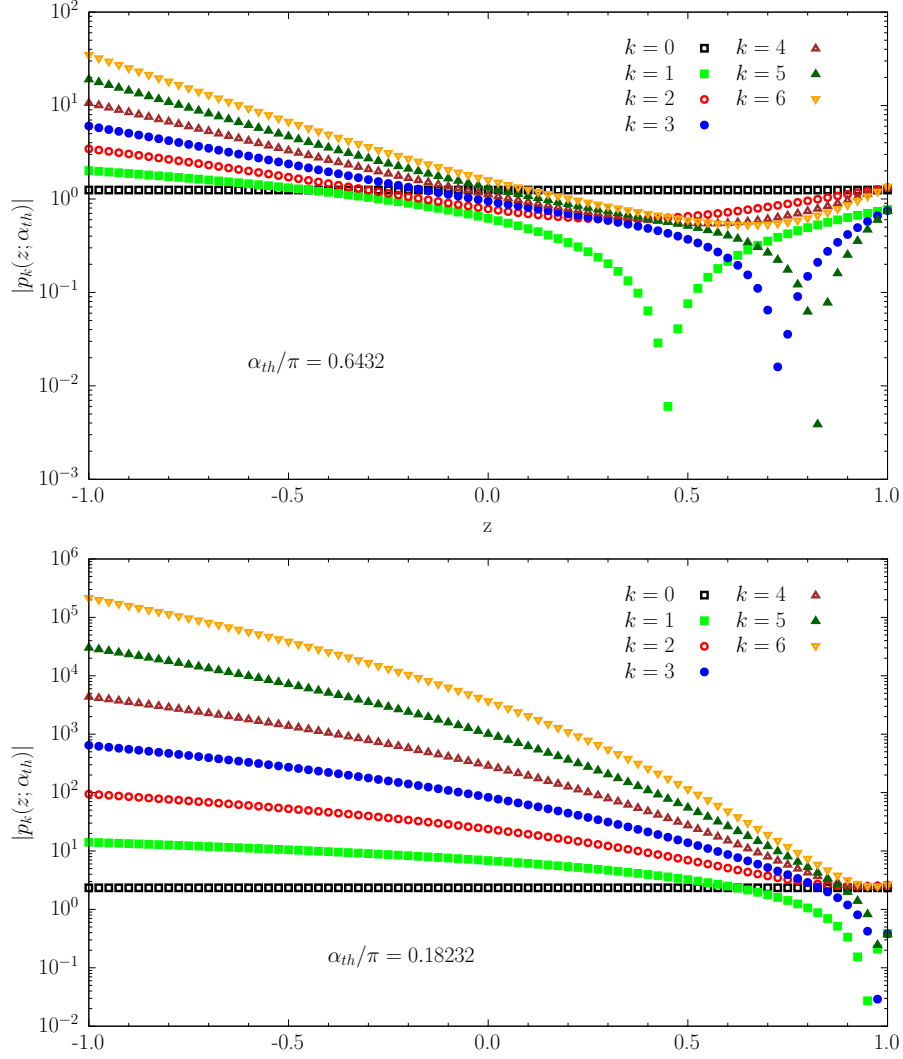 10^2
10^1
10^0
10^-1
10^-2
10^-3
|p_k(z; α_th)|
k = 0
k = 1
k = 2
k = 3
k = 4
k = 5
k = 6
α_th/π = 0.6432
-1.0 -0.5 0.0 0.5 1.0
z
10^6
10^5
10^4
10^3
10^2
10^1
10^0
10^-1
10^-2
|p_k(z; α_th)|
k = 0
k = 1
k = 2
k = 3
k = 4
k = 5
k = 6
α_th/π = 0.18232
-1.0 -0.5 0.0 0.5 1.0